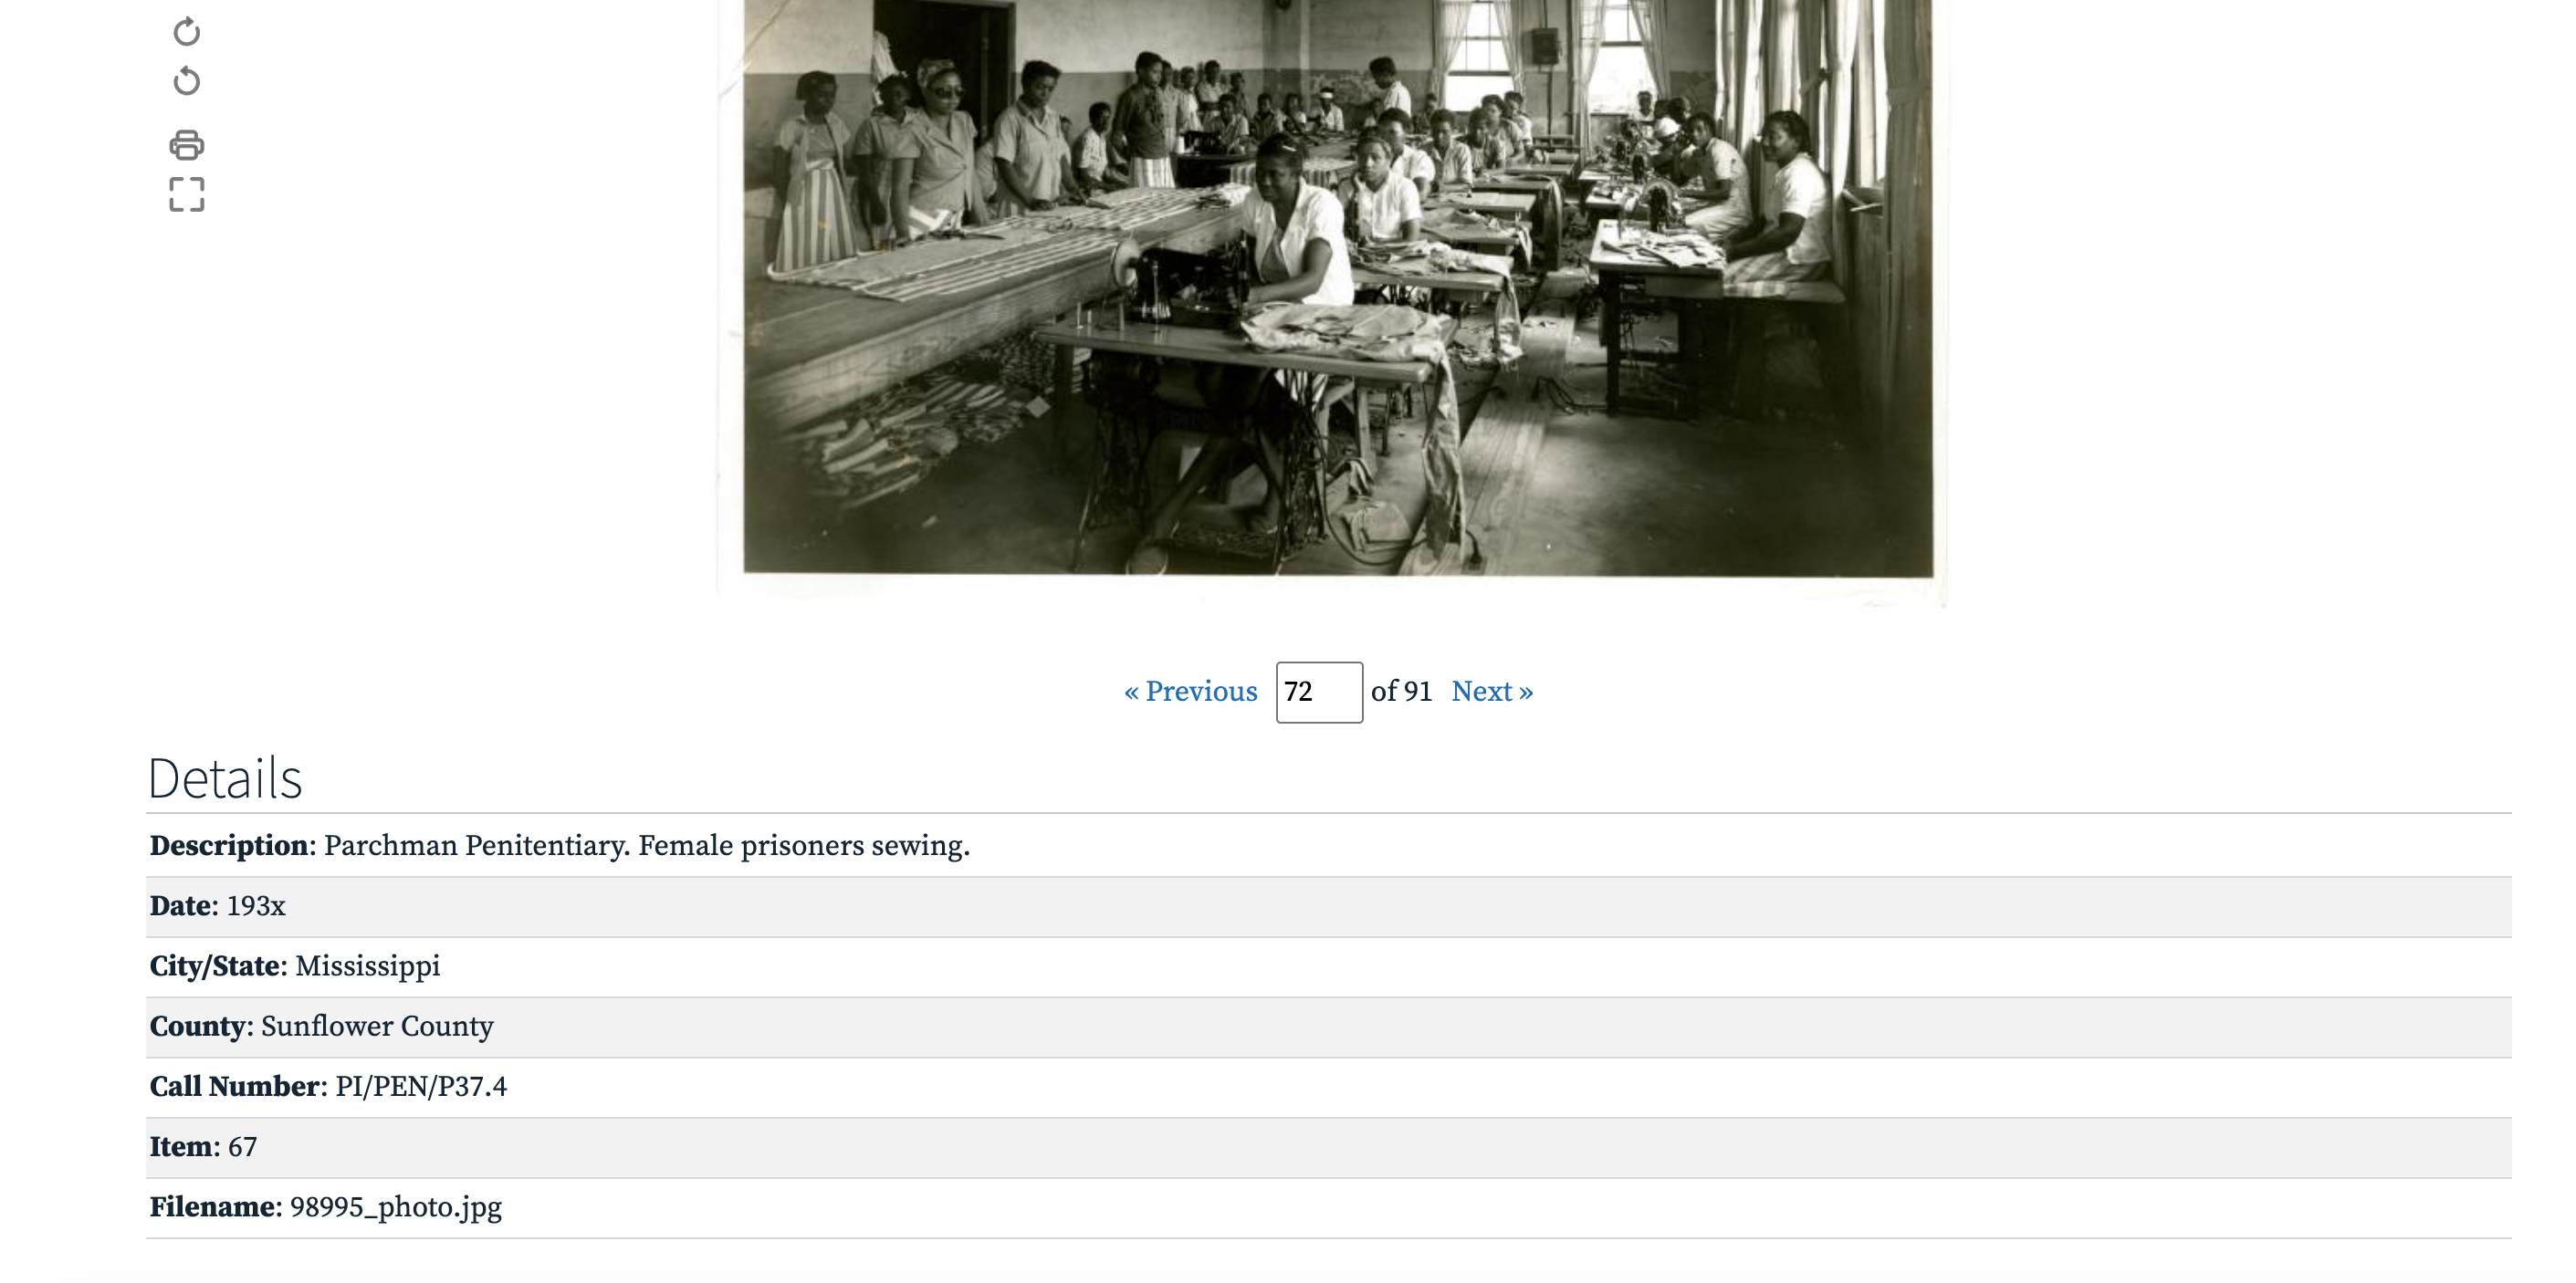 « Previous 72 of 91 Next »
Details
Description: Parchman Penitentiary. Female prisoners sewing.
Date: 193x
City/State: Mississippi
County: Sunflower County
Call Number: PI/PEN/P37.4
Item: 67
Filename: 98995_photo.jpg